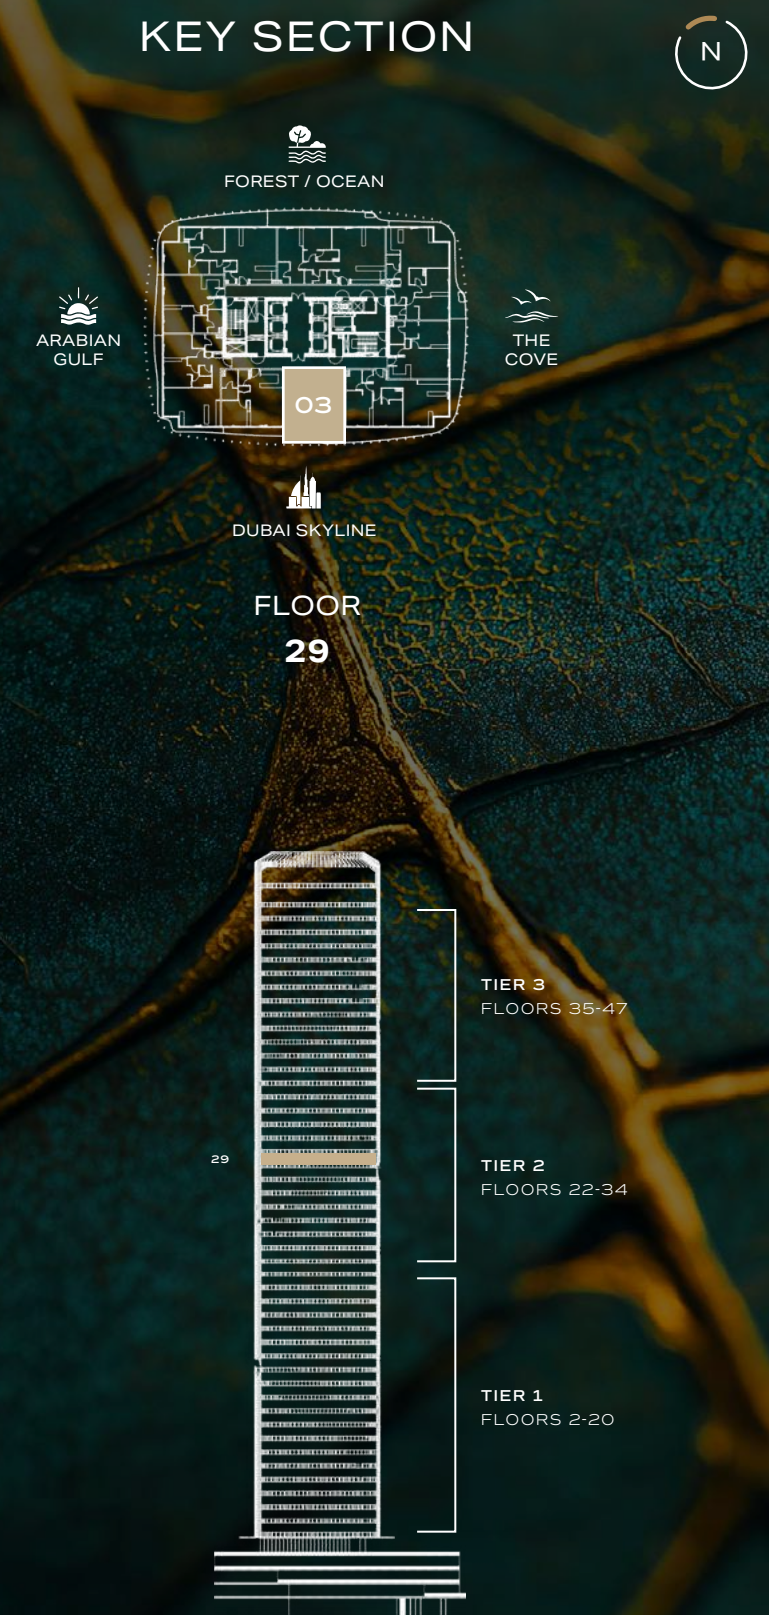 KEY SECTION
N
FOREST / OCEAN
ARABIAN
GULF
THE
COVE
03
DUBAI SKYLINE
FLOOR
29
TIER 3
FLOORS 35-47
29
TIER 2
FLOORS 22-34
TIER 1
FLOORS 2-20